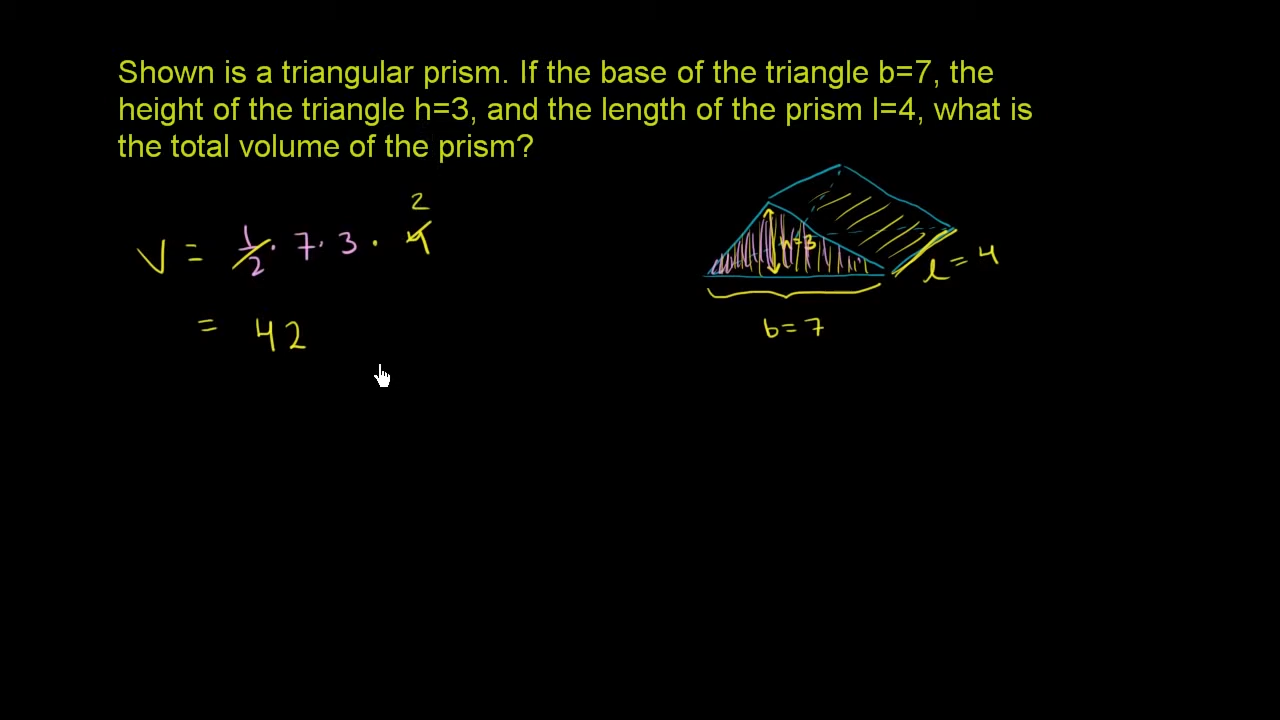 Shown is a triangular prism. If the base of the triangle b=7, the
height of the triangle h=3, and the length of the prism l=4, what is
the total volume of the prism?
2
V = 1/2 · 7 · 3 · 4
= 42
h=3
l = 4
b = 7